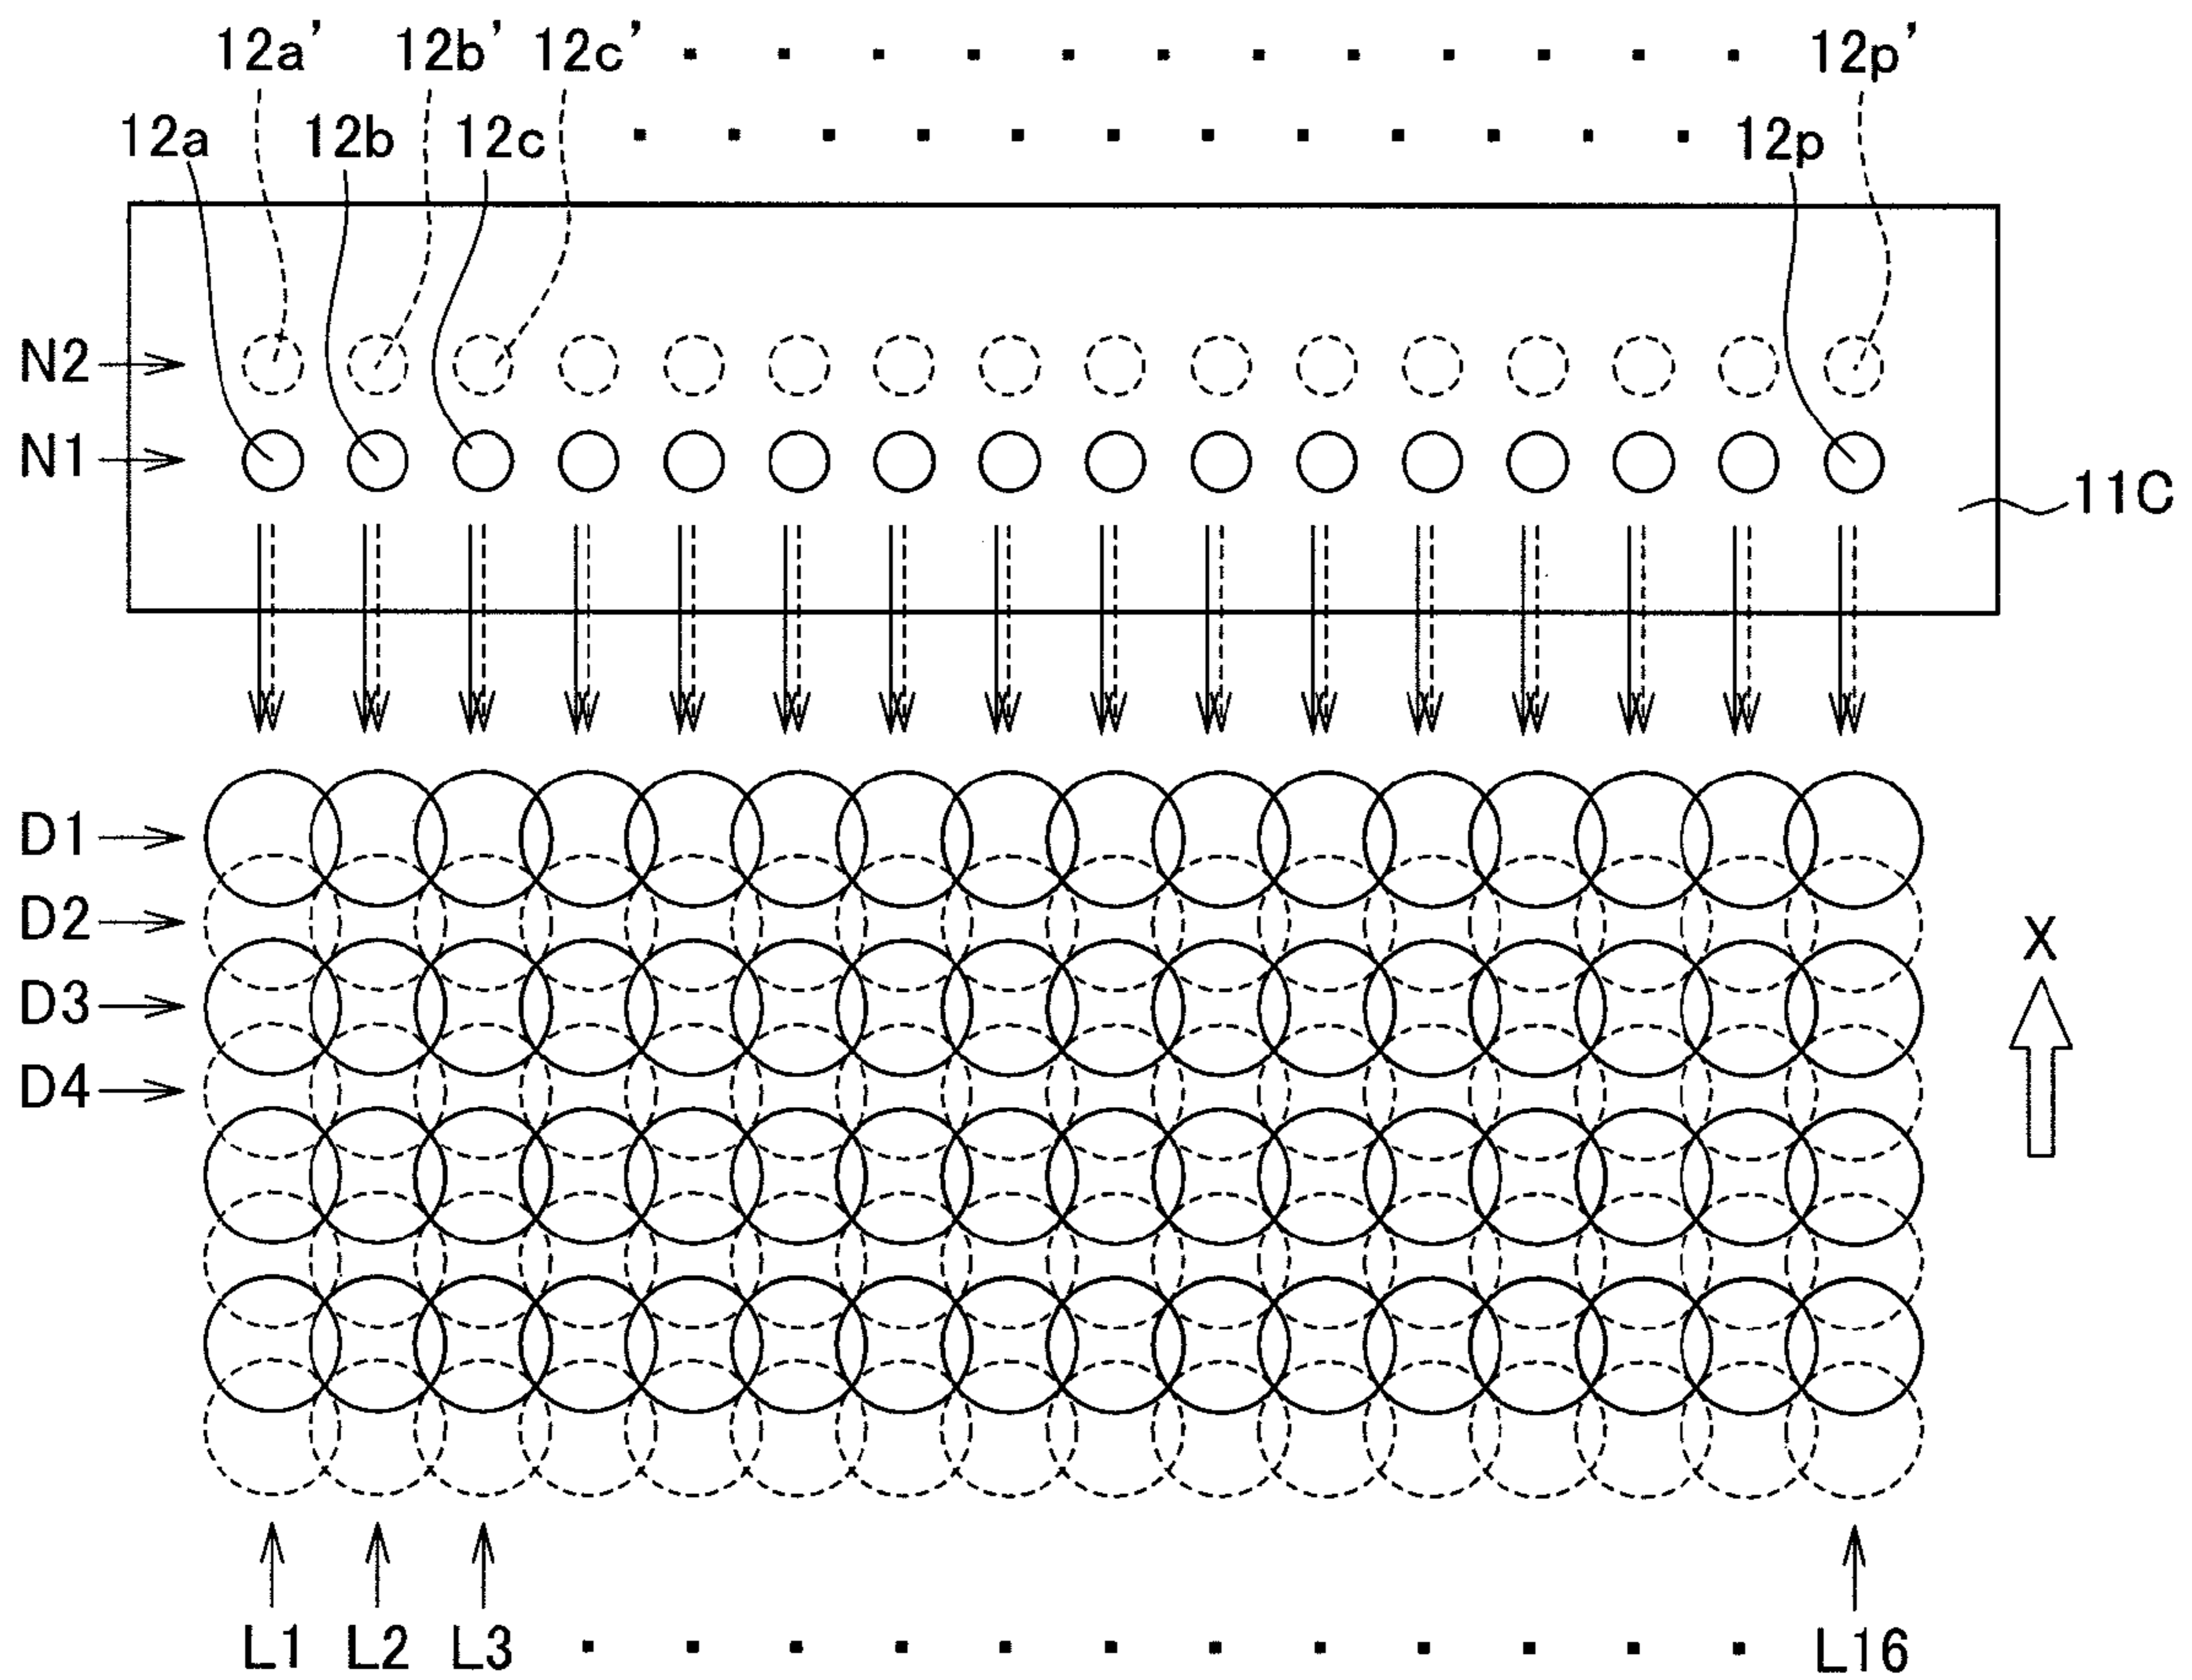 12a’ 12b’ 12c’ . . . . . . . . . . . . 12p’
12a 12b 12c . . . . . . . . . . . . 12p
N2
N1
11C
D1
D2
X
D3
D4
L1 L2 L3 . . . . . . . . . . . . L16